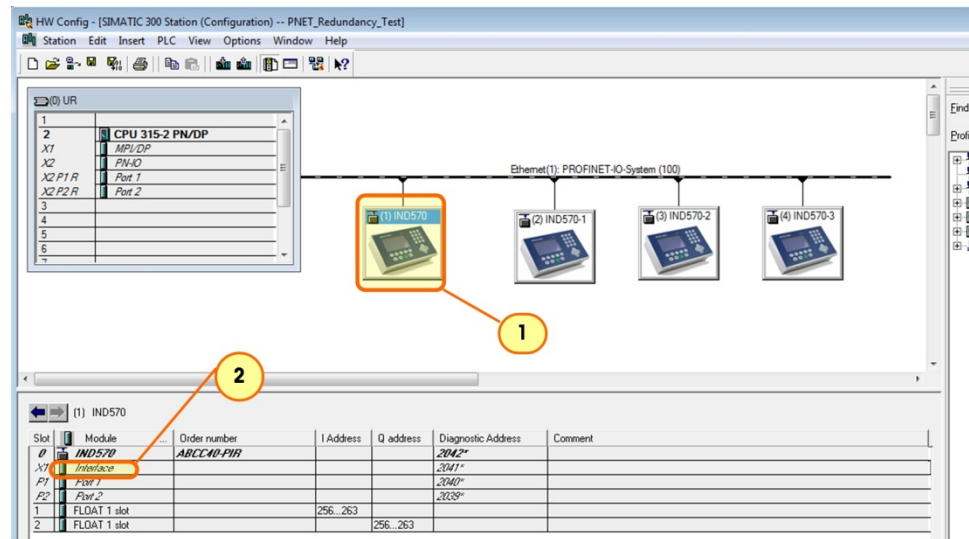 HW Config - [SIMATIC 300 Station (Configuration) -- PNET_Redundancy_Test]
Station Edit Insert PLC View Options Window Help
(0) UR
1
2 CPU 315-2 PN/DP
X1 MPI/DP
X2 PN-IO
X2 P1 R Port 1
X2 P2 R Port 2
3
4
5
6
7
Ethernet(1): PROFINET-IO-System (100)
(1) IND570
(2) IND570-1
(3) IND570-2
(4) IND570-3
1
2
Find
Profi
(1) IND570
Slot Module ... Order number I Address Q address Diagnostic Address Comment
0 IND570 ABCC40-PIR 2042*
X1 Interface 2041*
P1 Port 1 2040*
P2 Port 2 2039*
1 FLOAT 1 slot 256...263
2 FLOAT 1 slot 256...263